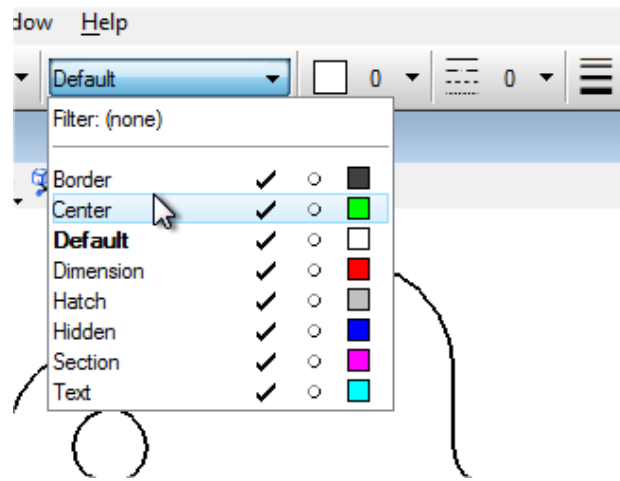 dow Help
Default 0 0
Filter: (none)
Border
Center
Default
Dimension
Hatch
Hidden
Section
Text